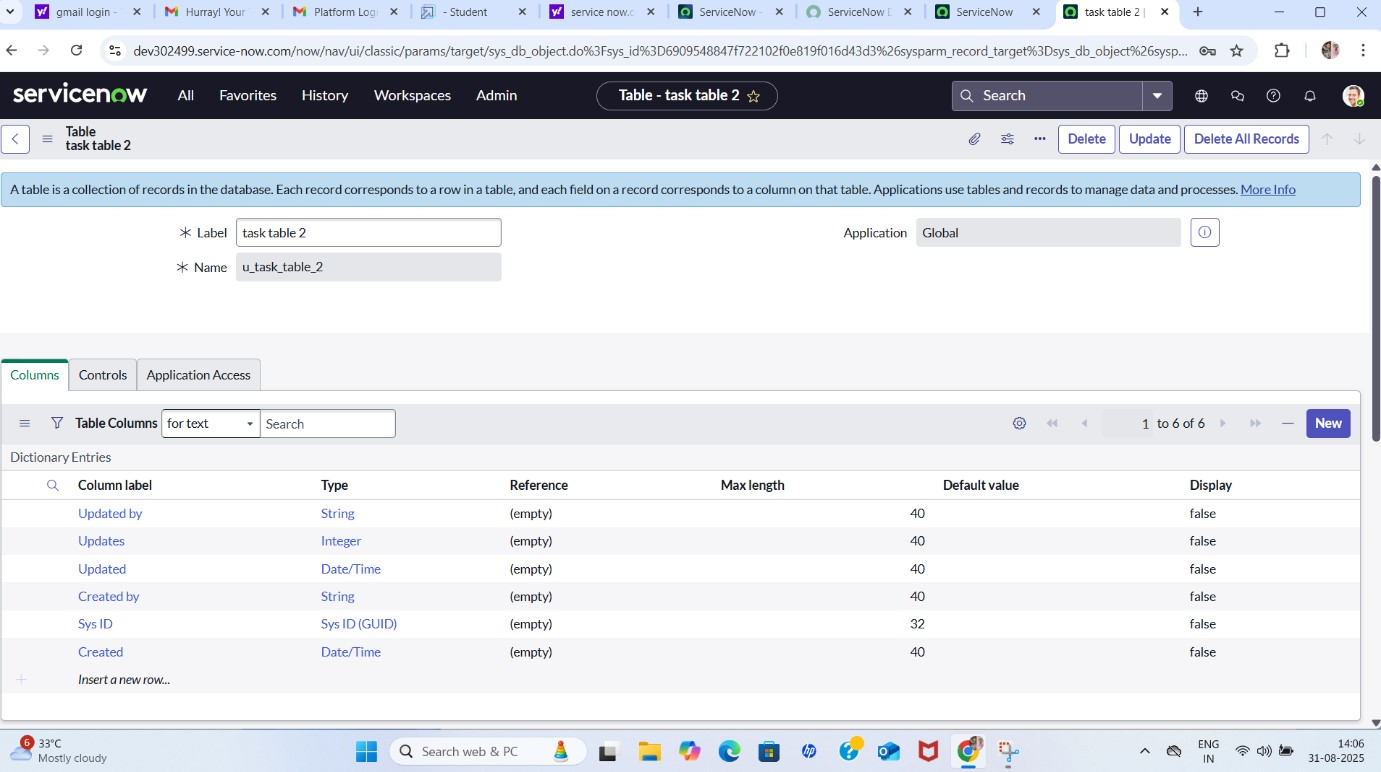 gmail login -
Hurray! Your
Platform Log
- Student
service now.c
ServiceNow -
ServiceNow D
ServiceNow
task table 2 |
dev302499.service-now.com/now/nav/ui/classic/params/target/sys_db_object.do%3Fsys_id%3D6909548847f722102f0e819f016d43d3%26sysparm_record_target%3Dsys_db_object%26sysp...
servicenow All Favorites History Workspaces Admin Table - task table 2 Search
Table
task table 2
Delete Update Delete All Records
A table is a collection of records in the database. Each record corresponds to a row in a table, and each field on a record corresponds to a column on that table. Applications use tables and records to manage data and processes. More Info
Label task table 2 Application Global
Name u_task_table_2
Columns Controls Application Access
Table Columns for text Search 1 to 6 of 6 New
Dictionary Entries
Column label Type Reference Max length Default value Display
Updated by String (empty) 40 false
Updates Integer (empty) 40 false
Updated Date/Time (empty) 40 false
Created by String (empty) 40 false
Sys ID Sys ID (GUID) (empty) 32 false
Created Date/Time (empty) 40 false
Insert a new row...
6 33°C
Mostly cloudy
Search web & PC
ENG
IN
14:06
31-08-2025